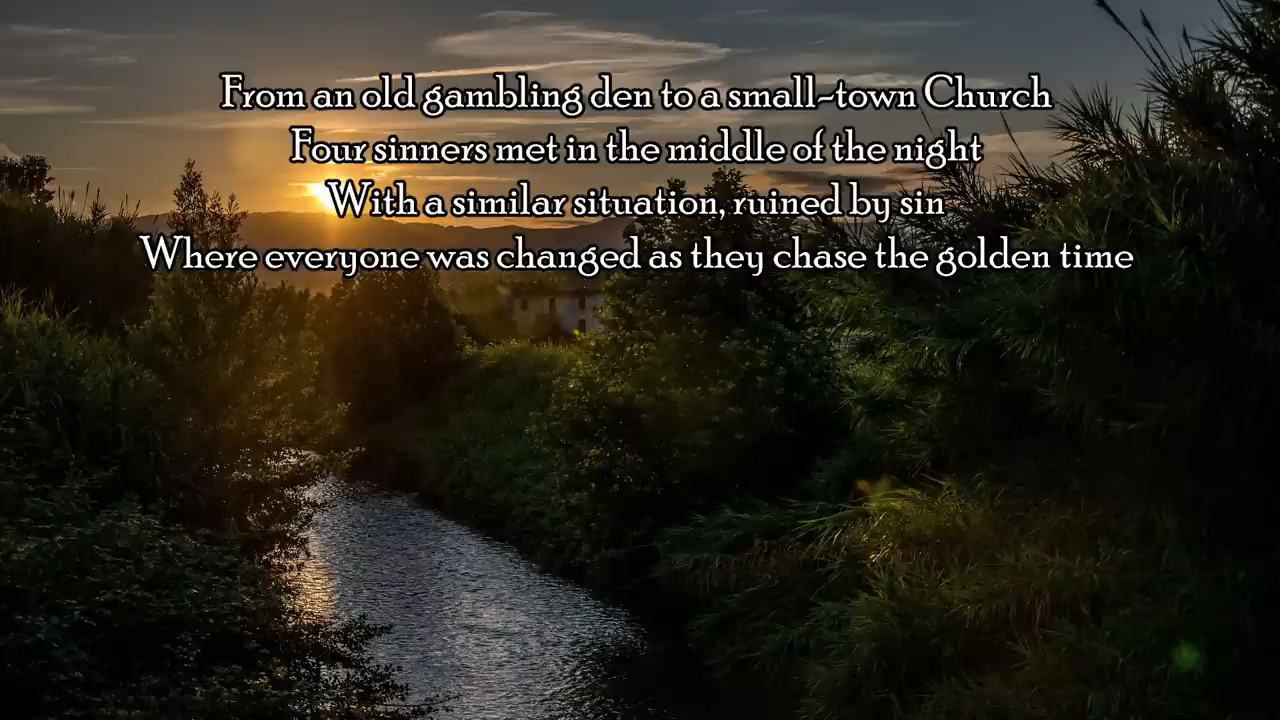 From an old gambling den to a small-town Church
Four sinners met in the middle of the night
With a similar situation, ruined by sin
Where everyone was changed as they chase the golden time